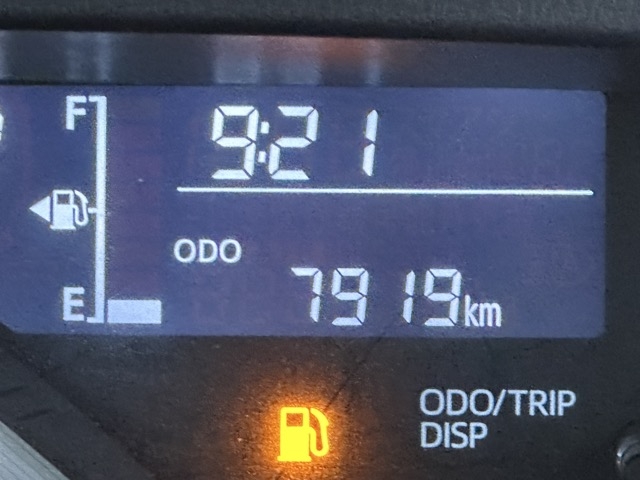 F
9:21
ODO
E
7919km
ODO/TRIP
DISP